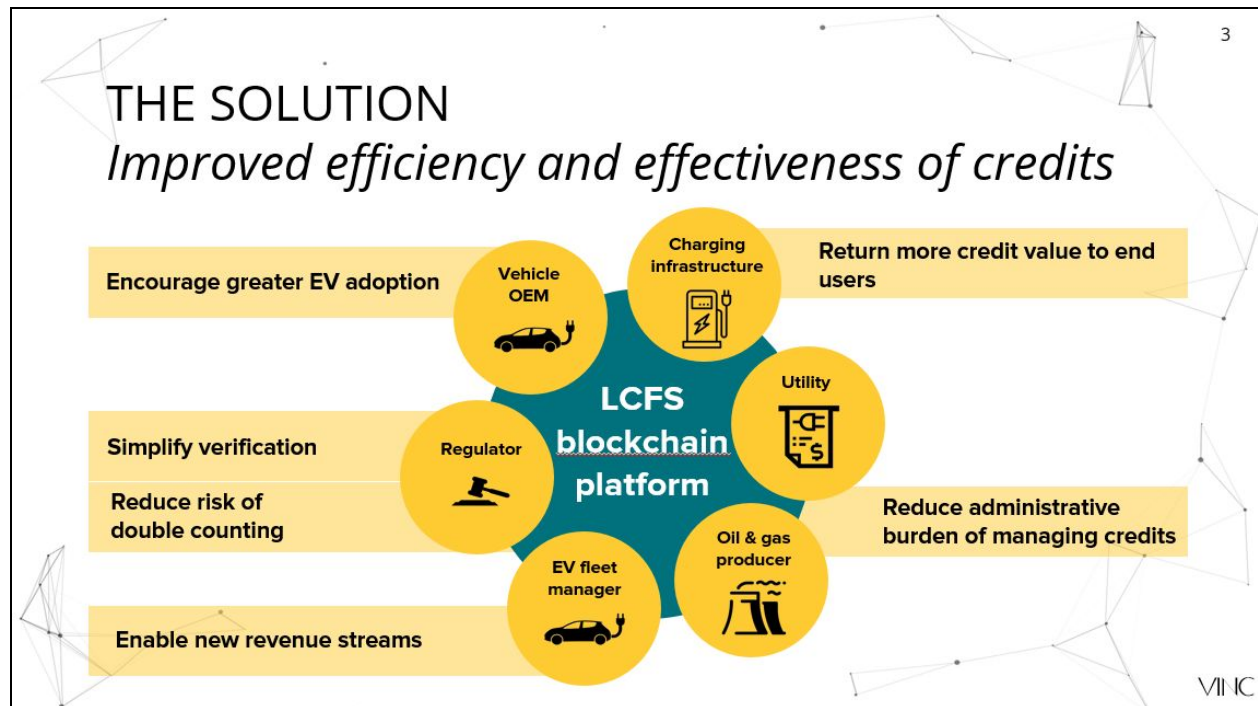 3
THE SOLUTION
Improved efficiency and effectiveness of credits
Encourage greater EV adoption
Vehicle
OEM
Charging
infrastructure
Return more credit value to end
users
LCFS
blockchain
platform
Utility
$
Simplify verification
Reduce risk of
double counting
Regulator
Reduce administrative
burden of managing credits
Oil & gas
producer
EV fleet
manager
Enable new revenue streams
VINC